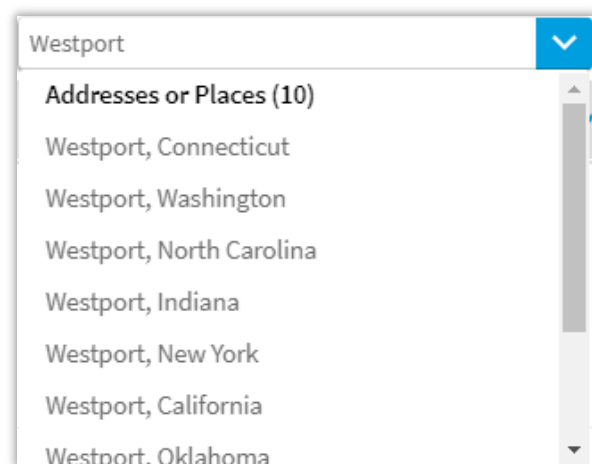 Westport
Addresses or Places (10)
Westport, Connecticut
Westport, Washington
Westport, North Carolina
Westport, Indiana
Westport, New York
Westport, California
Westport, Oklahoma